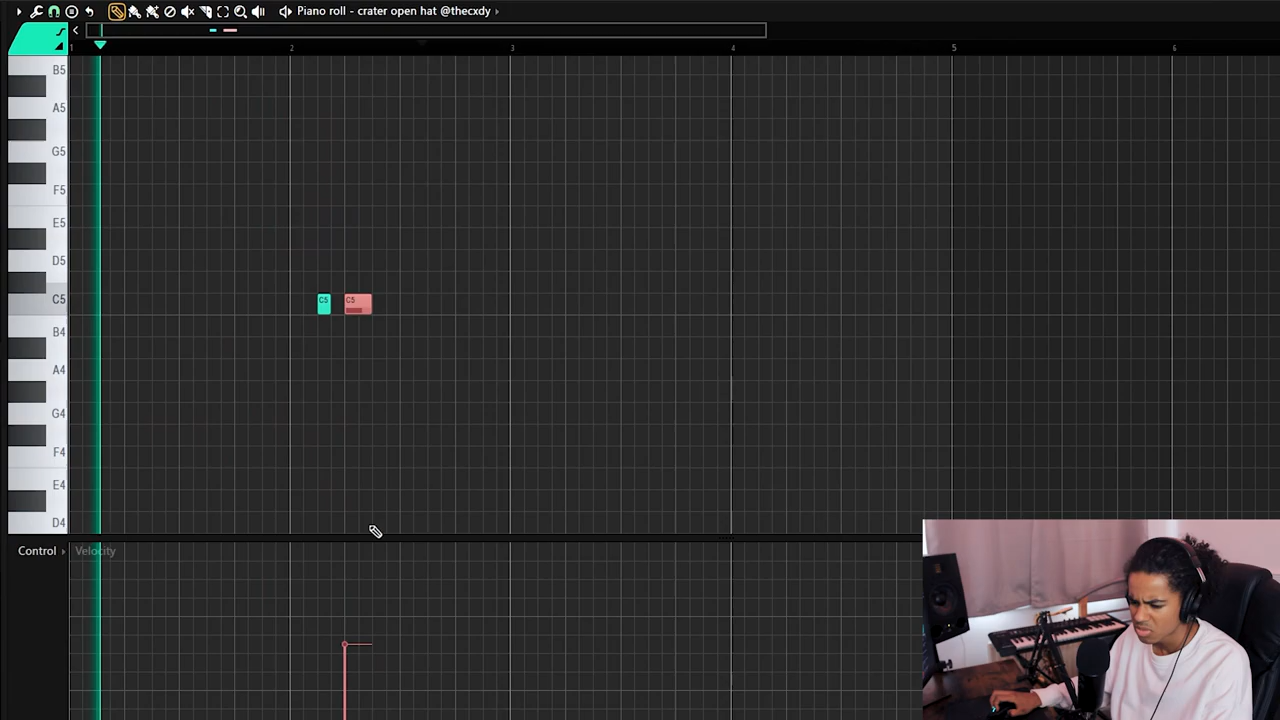 Piano roll - crater open hat @thecxdy
1 2 3 4 5 6
B5
A5
G5
F5
E5
D5
C5 C5 C5
B4
A4
G4
F4
E4
D4
Control Velocity